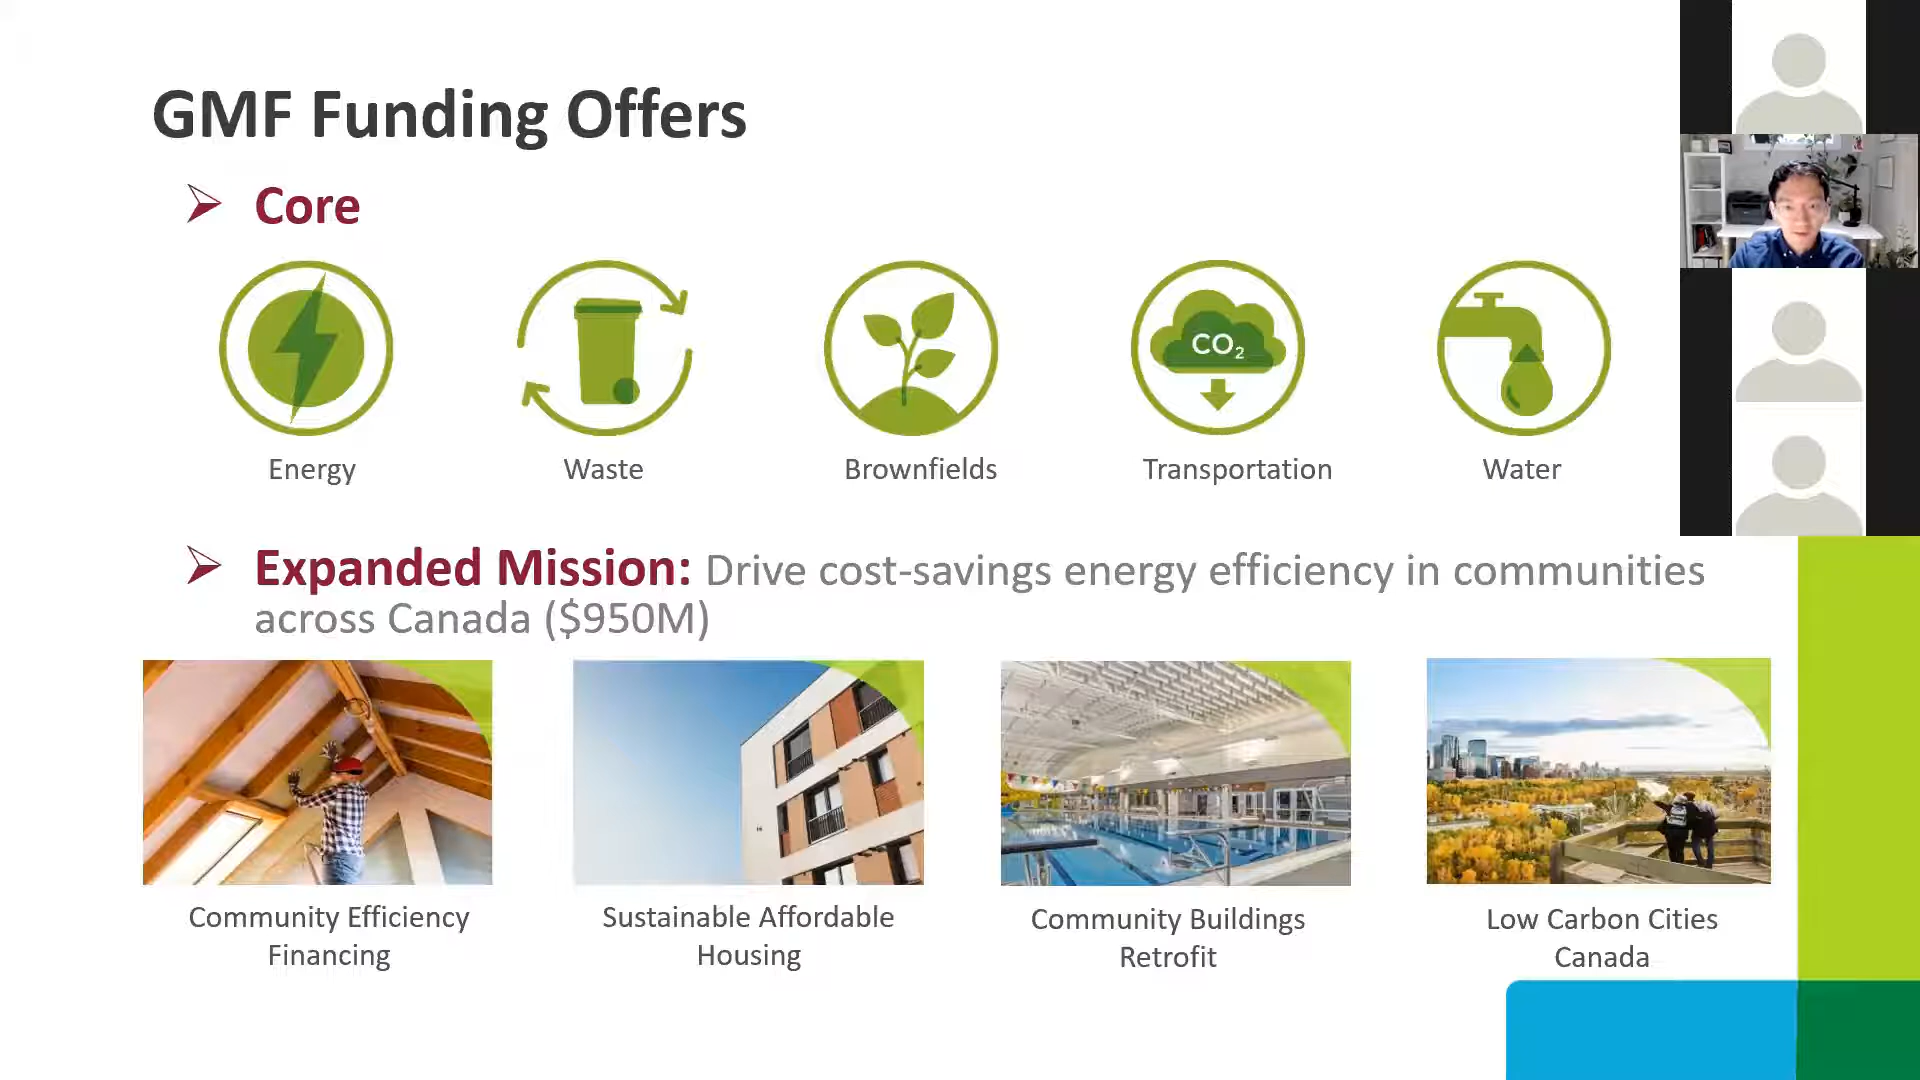 GMF Funding Offers
Core
CO₂
Energy
Waste
Brownfields
Transportation
Water
Expanded Mission: Drive cost-savings energy efficiency in communities
across Canada ($950M)
Community Efficiency
Financing
Sustainable Affordable
Housing
Community Buildings
Retrofit
Low Carbon Cities
Canada